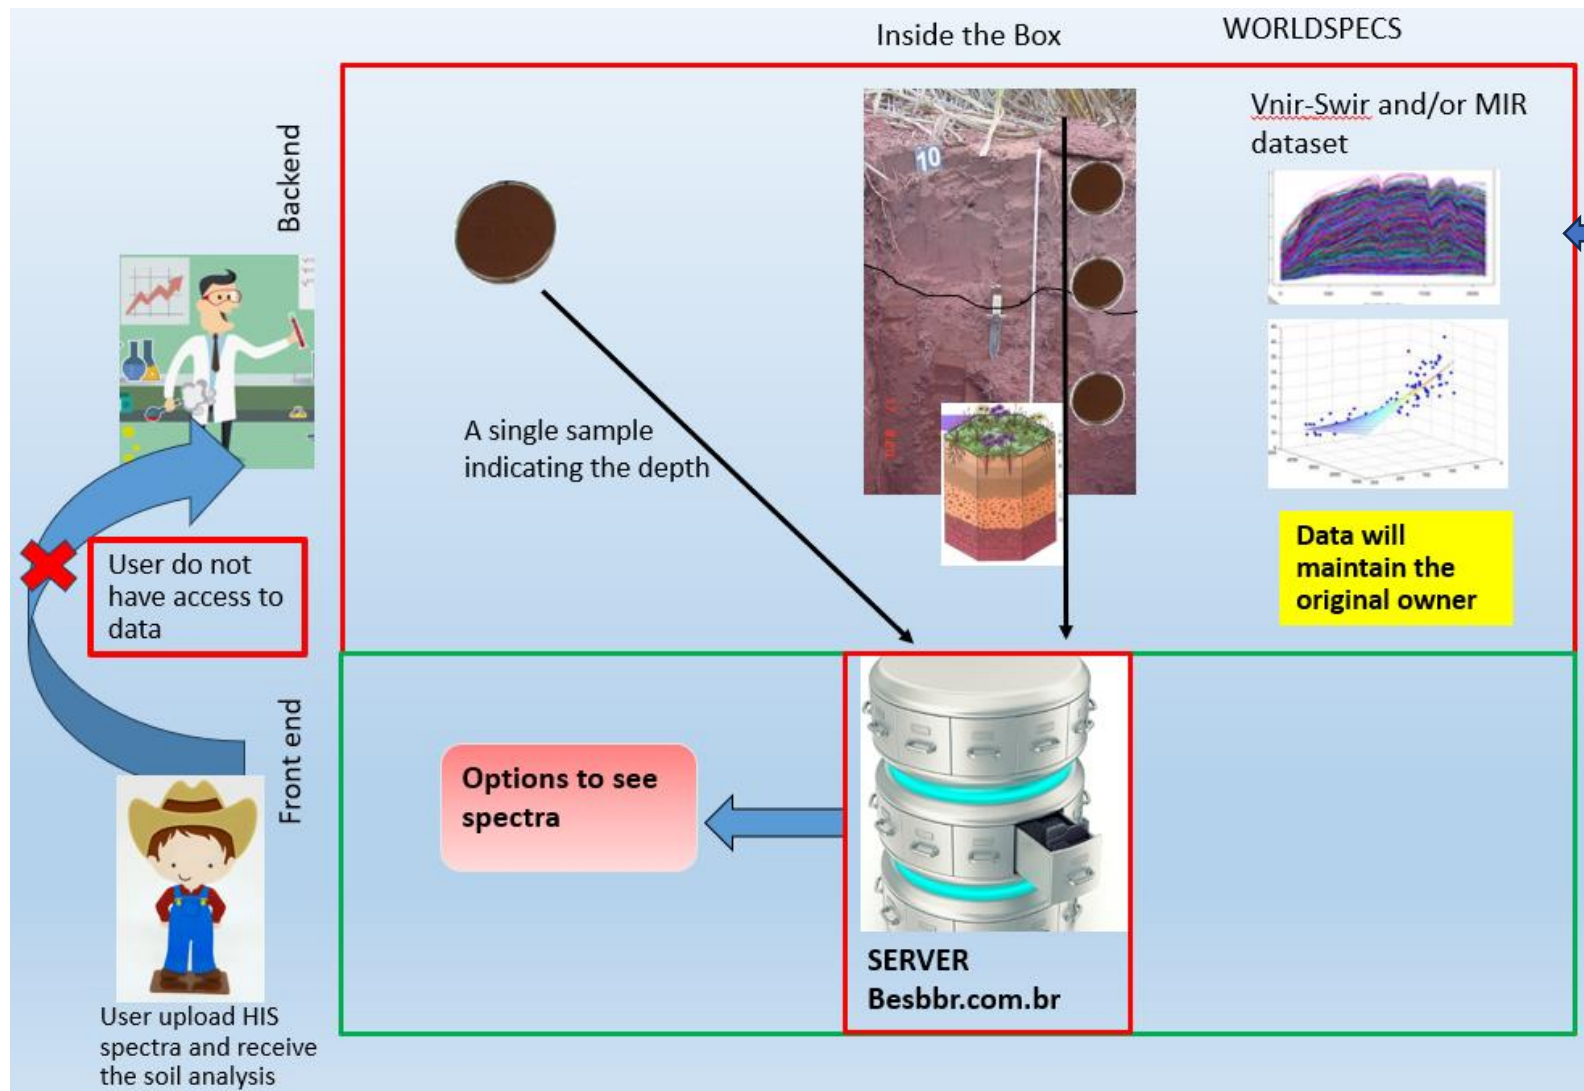 Inside the Box
WORLDSPECS
Backend
Vnir-Swir and/or MIR
dataset
10
A single sample
indicating the depth
Data will
maintain the
original owner
User do not
have access to
data
Front end
Options to see
spectra
SERVER
Besbbr.com.br
User upload HIS
spectra and receive
the soil analysis